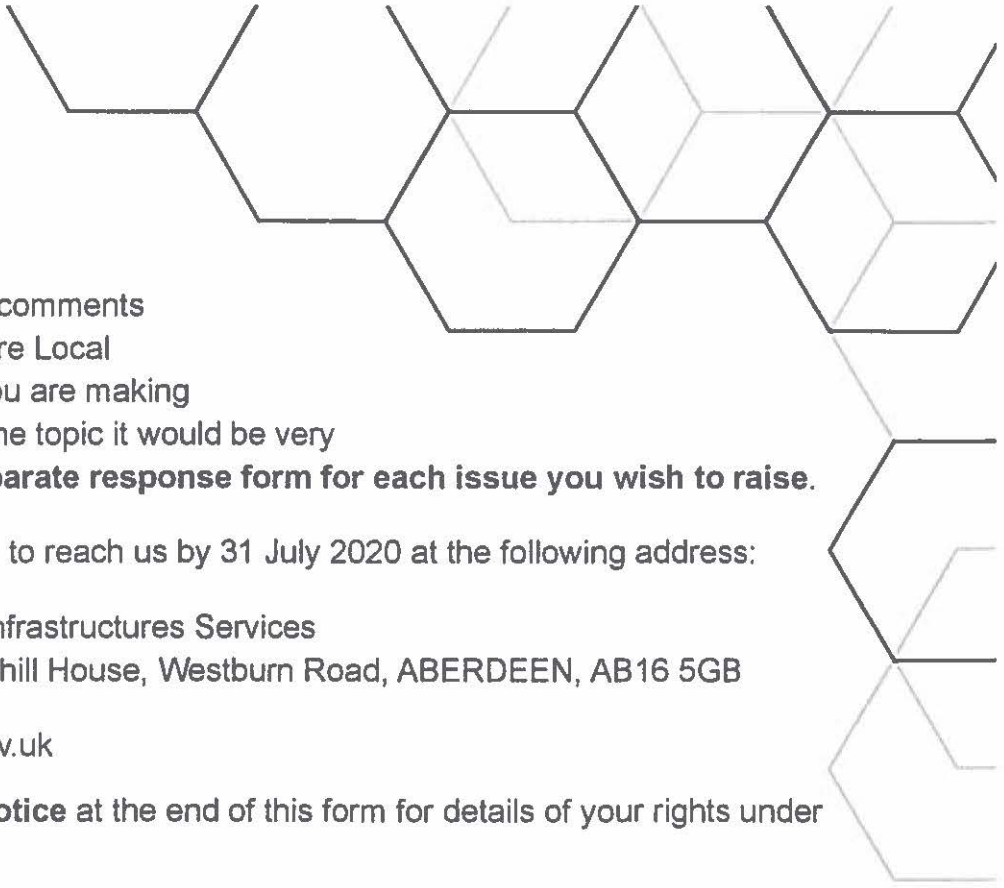 comments
re Local
ou are making
ne topic it would be very
parate response form for each issue you wish to raise.
to reach us by 31 July 2020 at the following address:
nfrastructures Services
hill House, Westburn Road, ABERDEEN, AB16 5GB
v.uk
otice at the end of this form for details of your rights under